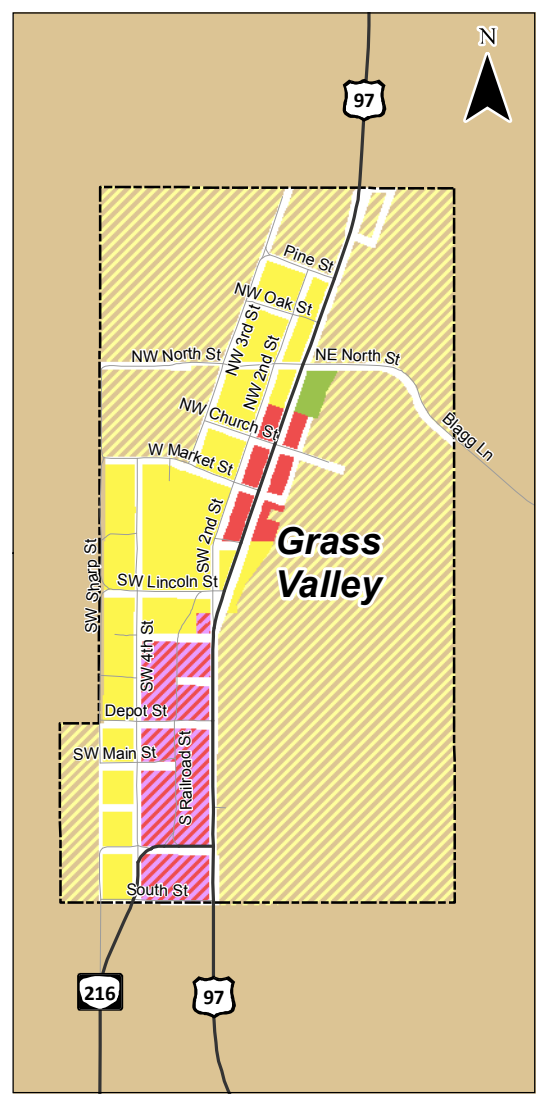 N
97
Pine St
NW Oak St
NW 3rd St
NW 2nd St
NW North St
NE North St
NW Church St
Blagg Ln
W Market St
SW 2nd St
Grass
Valley
SW Sharp St
SW Lincoln St
SW 4th St
Depot St
SW Main St
S Railroad St
South St
216
97